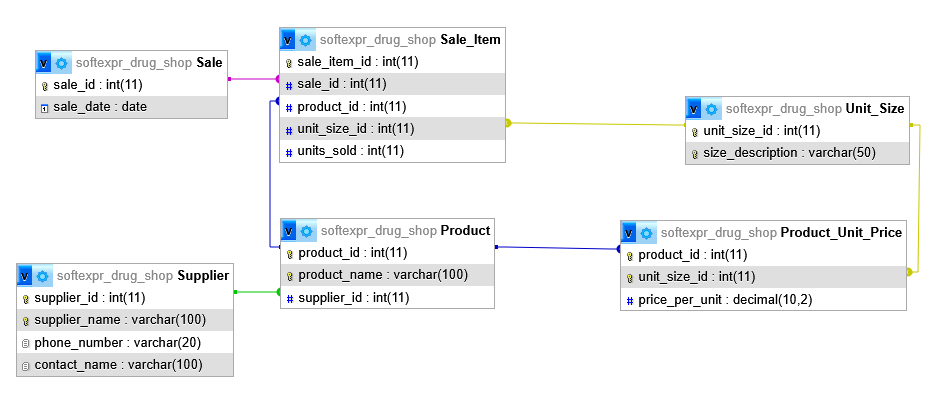 v softexpr_drug_shop Sale
sale_id : int(11)
sale_date : date
v softexpr_drug_shop Sale_Item
sale_item_id : int(11)
# sale_id : int(11)
# product_id : int(11)
# unit_size_id : int(11)
# units_sold : int(11)
v softexpr_drug_shop Unit_Size
unit_size_id : int(11)
size_description : varchar(50)
v softexpr_drug_shop Product
product_id : int(11)
product_name : varchar(100)
# supplier_id : int(11)
v softexpr_drug_shop Product_Unit_Price
product_id : int(11)
unit_size_id : int(11)
# price_per_unit : decimal(10,2)
v softexpr_drug_shop Supplier
supplier_id : int(11)
supplier_name : varchar(100)
phone_number : varchar(20)
contact_name : varchar(100)